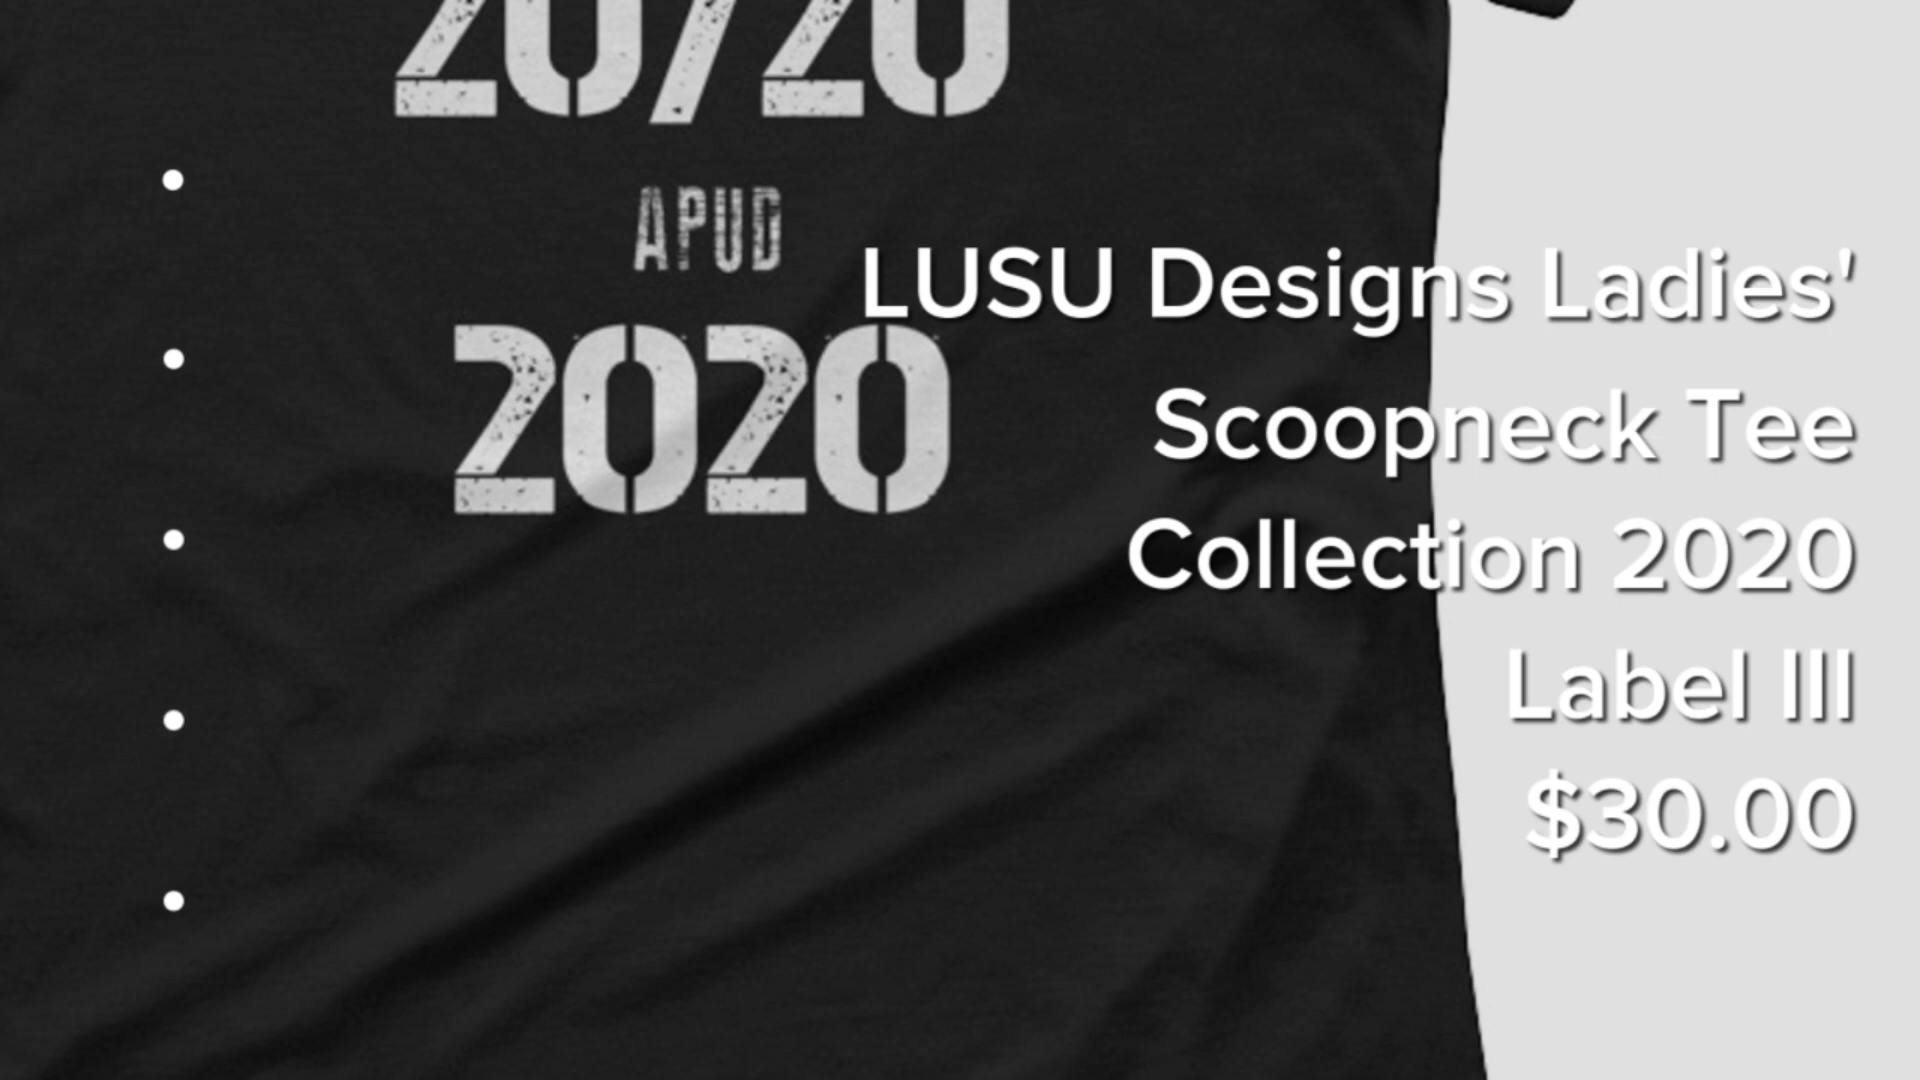 20/20
APUD
2020
LUSU Designs Ladies'
Scoopneck Tee
Collection 2020
Label III
$30.00